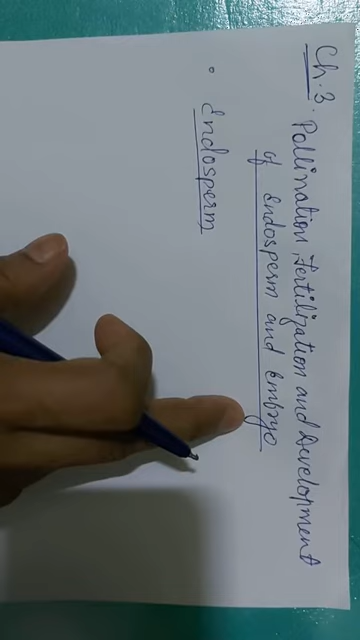 Ch. 3. Pollination, Fertilization and Development
of Endosperm and Embryo
• Endosperm